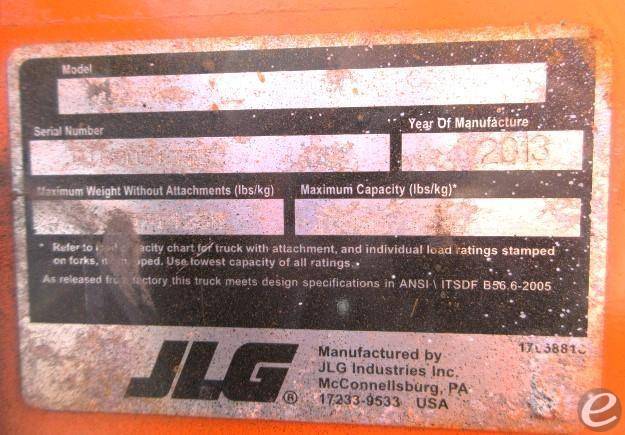 Model
Serial Number
Year Of Manufacture
2013
Maximum Weight Without Attachments (lbs/kg)
Maximum Capacity (lbs/kg)*
* Refer to capacity chart for truck with attachment, and individual load ratings stamped
on forks, Use lowest capacity of all ratings.
As released from factory this truck meets design specifications in ANSI \ ITSDF B56.6-2005
JLG ®
Manufactured by
JLG Industries Inc.
McConnellsburg, PA
17233-9533 USA
e